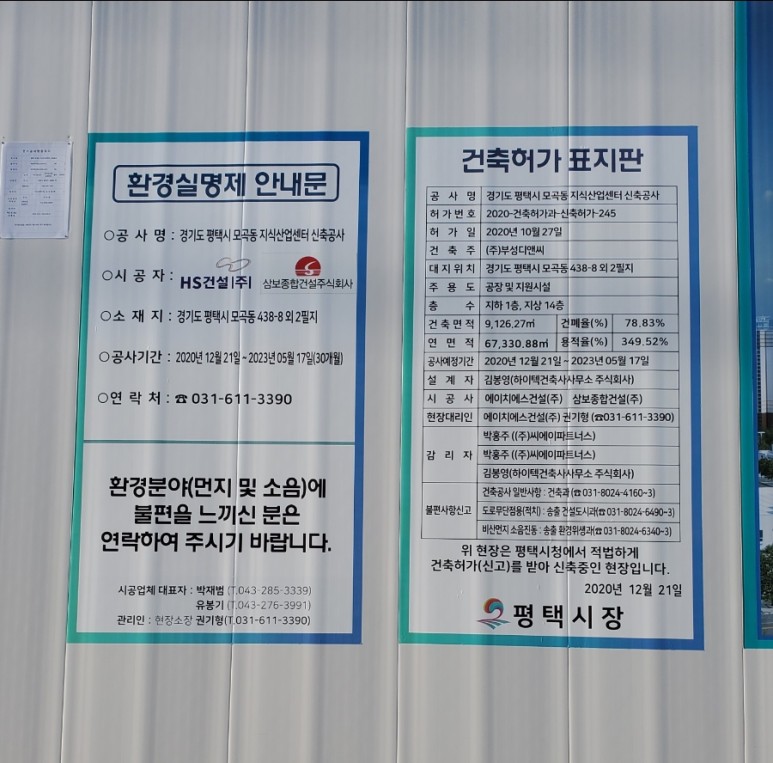 환경실명제 안내문
○공 사 명 : 경기도 평택시 모곡동 지식산업센터 신축공사
○시 공 자 : HS건설(주) 삼보종합건설주식회사
○소 재 지 : 경기도 평택시 모곡동 438-8 외 2필지
○공사기간 : 2020년 12월 21일 ~ 2023년 05월 17일(30개월)
○연 락 처 : ☎ 031-611-3390
환경분야(먼지 및 소음)에
불편을 느끼신 분은
연락하여 주시기 바랍니다.
시공업체 대표자 : 박재범 (T.043-285-3339)
유봉기 (T.043-276-3991)
관리인 : 현장소장 권기형(T.031-611-3390)
건축허가 표지판
공 사 명 경기도 평택시 모곡동 지식산업센터 신축공사
허가번호 2020-건축허가과-신축허가-245
허 가 일 2020년 10월 27일
건 축 주 (주)부성디앤씨
대지위치 경기도 평택시 모곡동 438-8 외 2필지
주 용 도 공장 및 지원시설
층 수 지하 1층, 지상 14층
건축면적 9,126.27㎡ 건폐율(%) 78.83%
연 면 적 67,330.88㎡ 용적율(%) 349.52%
공사예정기간 2020년 12월 21일 ~ 2023년 05월 17일
설 계 자 김봉영(하이텍건축사사무소 주식회사)
시 공 사 에이치에스건설(주) 삼보종합건설(주)
현장대리인 에이치에스건설(주) 권기형 (☎031-611-3390)
감 리 자 박홍주 ((주)씨에이파트너스)
박홍주 ((주)씨에이파트너스)
김봉영(하이텍건축사사무소 주식회사)
불편사항신고 건축공사 일반사항 : 건축과 (☎ 031-8024-4160~3)
도로무단점용(적치) : 송출 건설도시과(☎ 031-8024-6490~3)
비산먼지 소음진동 : 송출 환경위생과(☎ 031-8024-6340~3)
위 현장은 평택시청에서 적법하게
건축허가(신고)를 받아 신축중인 현장입니다.
2020년 12월 21일
평택시장